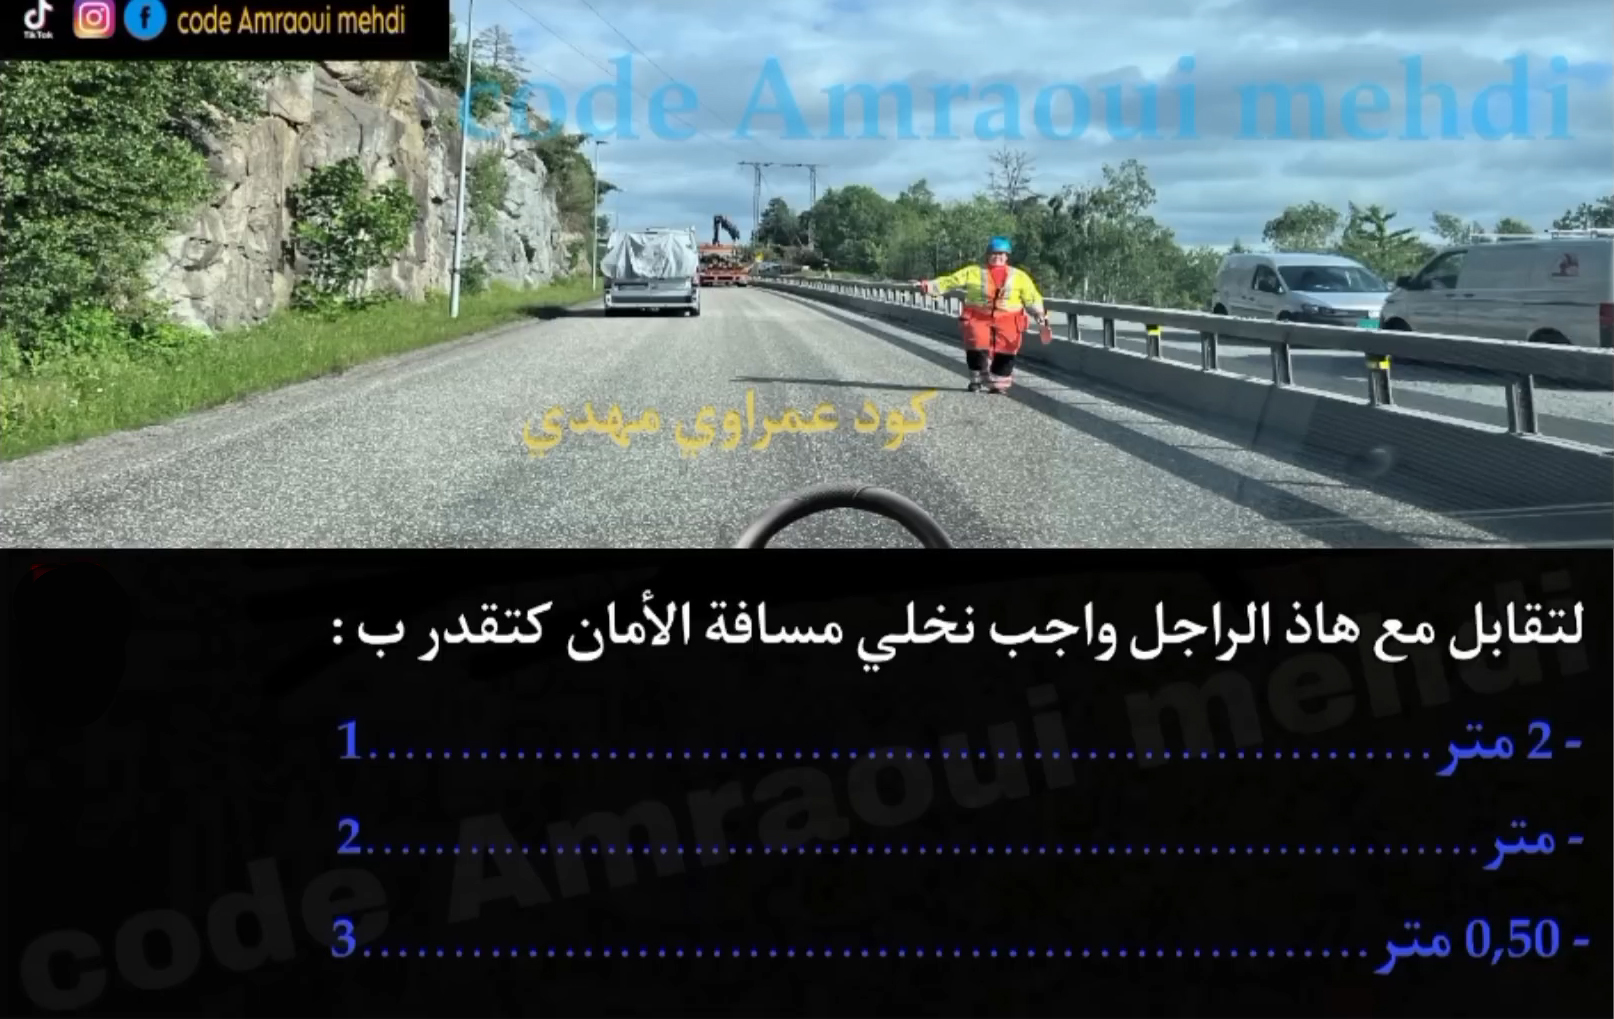 TikTok
code Amraoui mehdi
code Amraoui mehdi
كود عمراوي مهدي
لتقابل مع هاذ الراجل واجب نخلي مسافة الأمان كتقدر ب :
- 2 متر........................................1
- متر........................................2
- 0,50 متر........................................3
code Amraoui mehdi